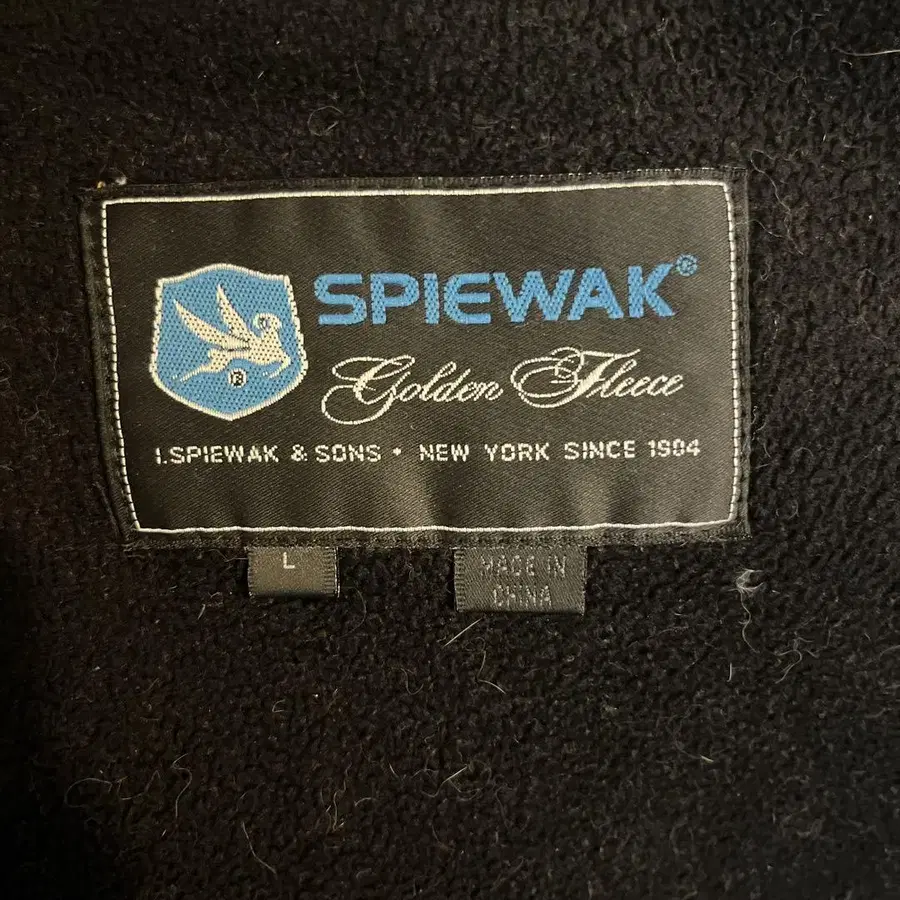 SPIEWAK®
Golden Fleece
®
I.SPIEWAK & SONS • NEW YORK SINCE 1904
L
MADE IN
CHINA